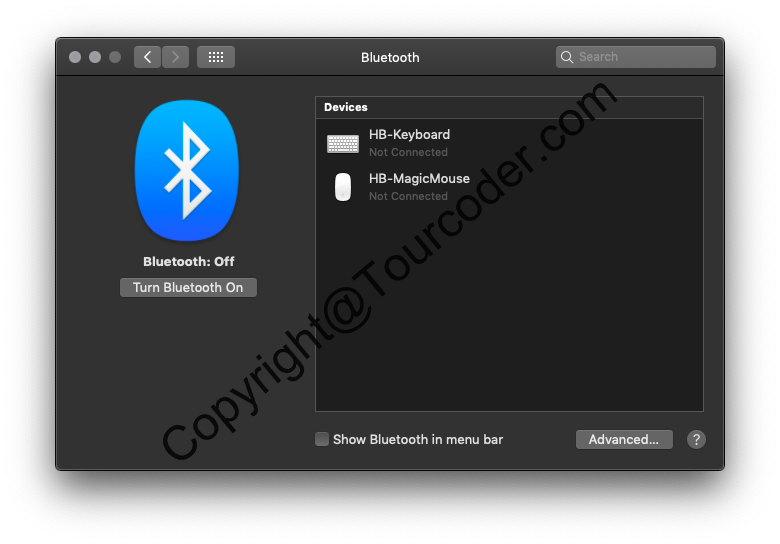 Bluetooth
Search
Bluetooth: Off
Turn Bluetooth On
Devices
HB-Keyboard
Not Connected
HB-MagicMouse
Not Connected
Show Bluetooth in menu bar
Advanced...
?
Copyright@Tourcoder.com